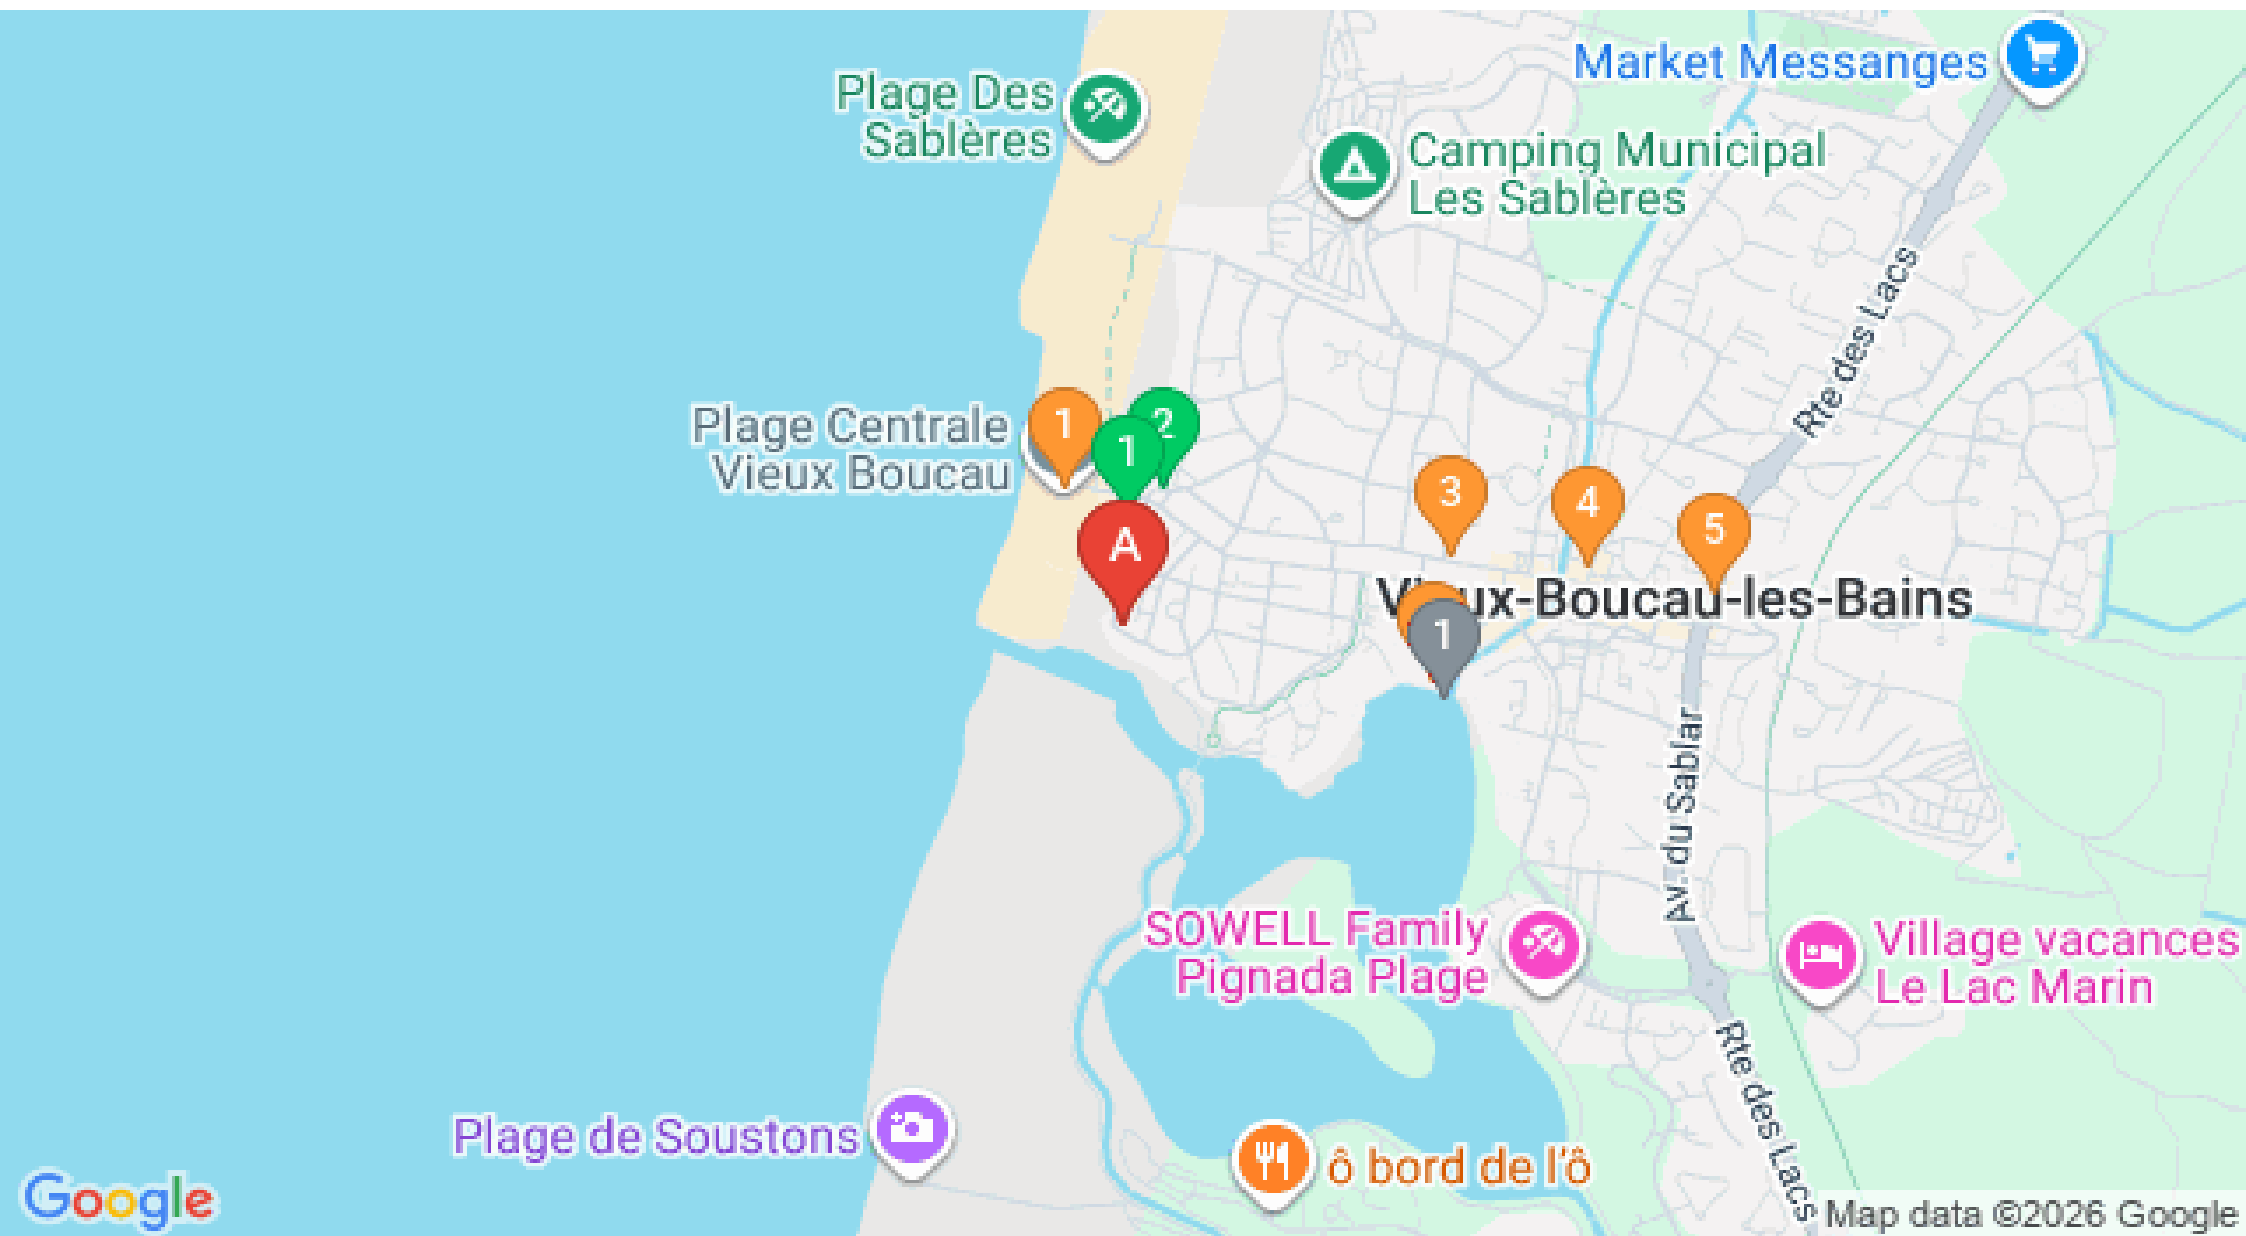 Market Messanges
Plage Des
Sablères
Camping Municipal
Les Sablères
Rte des Lacs
Plage Centrale
Vieux Boucau
1
2
1
3
4
5
A
1
Vieux-Boucau-les-Bains
Av. du Sablar
SOWELL Family
Pignada Plage
Village vacances
Le Lac Marin
Rte des Lacs
Plage de Soustons
ô bord de l'ô
Google
Map data ©2026 Google